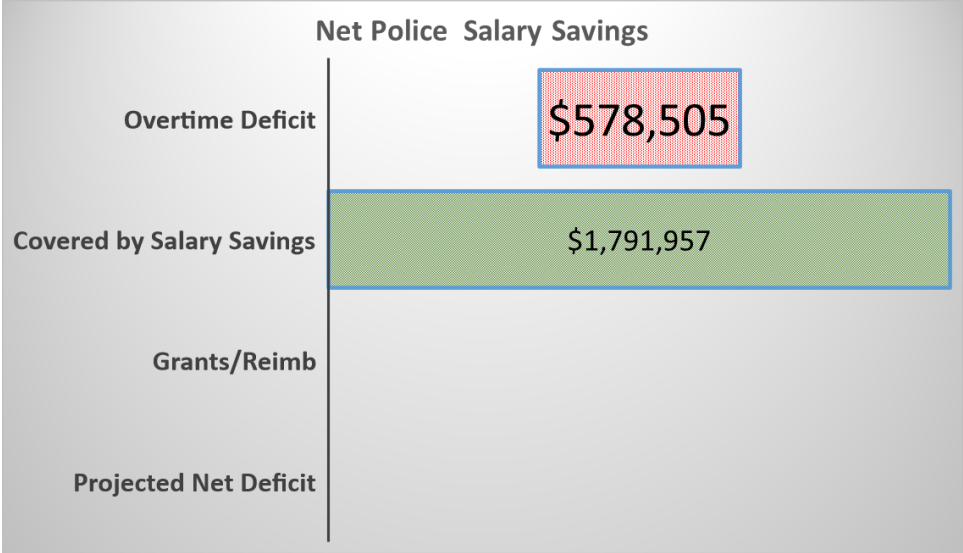 Net Police Salary Savings
Overtime Deficit
$578,505
Covered by Salary Savings
$1,791,957
Grants/Reimb
Projected Net Deficit